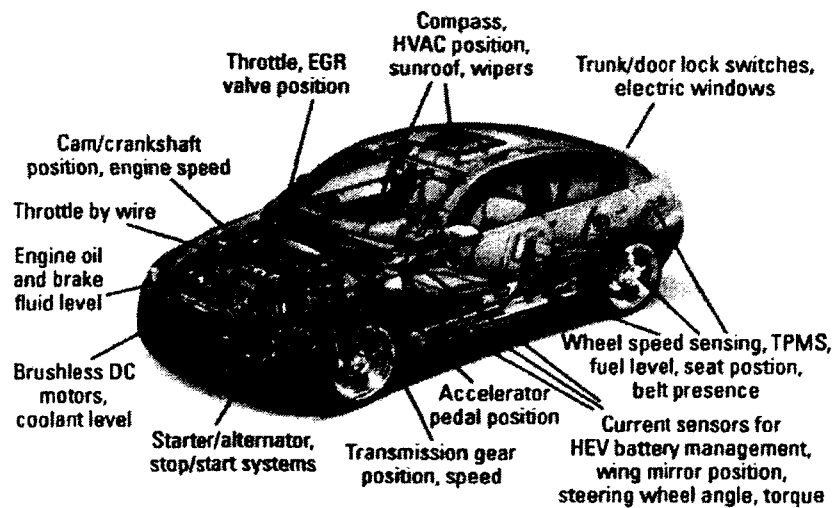 Compass,
HVAC position,
sunroof, wipers
Throttle, EGR
valve position
Trunk/door lock switches,
electric windows
Cam/crankshaft
position, engine speed
Throttle by wire
Engine oil
and brake
fluid level
Brushless DC
motors,
coolant level
Starter/alternator,
stop/start systems
Transmission gear
position, speed
Accelerator
pedal position
Wheel speed sensing, TPMS,
fuel level, seat postion,
belt presence
Current sensors for
HEV battery management,
wing mirror position,
steering wheel angle, torque